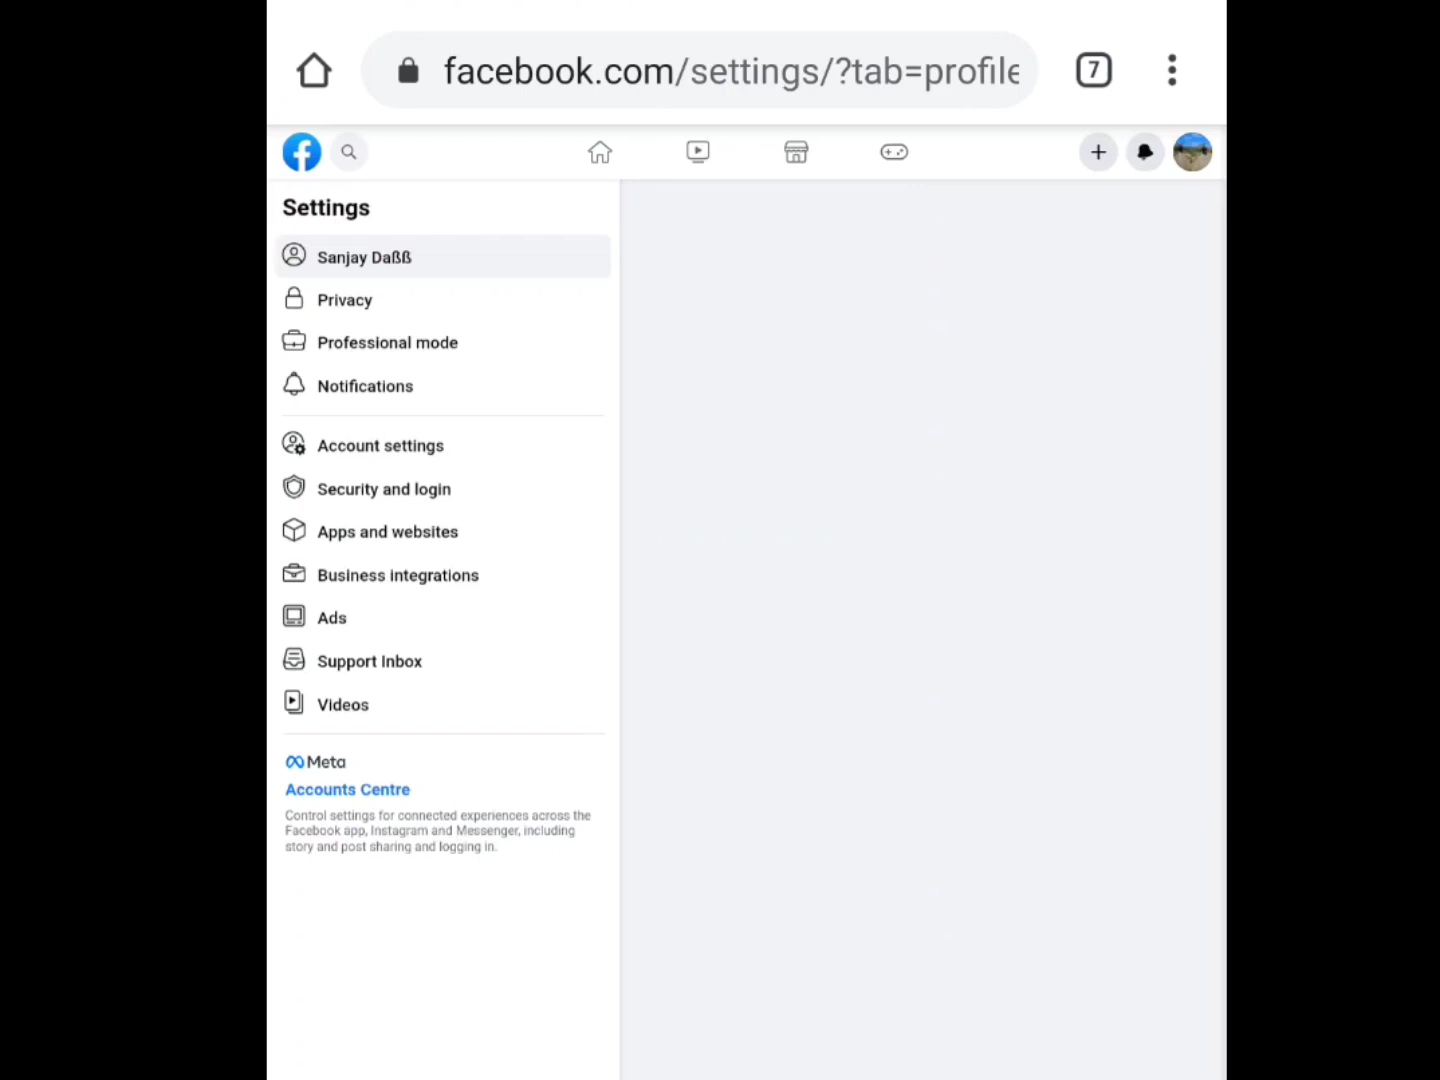 facebook.com/settings/?tab=profile
7
Settings
Sanjay Daßß
Privacy
Professional mode
Notifications
Account settings
Security and login
Apps and websites
Business integrations
Ads
Support Inbox
Videos
Meta
Accounts Centre
Control settings for connected experiences across the
Facebook app, Instagram and Messenger, including
story and post sharing and logging in.